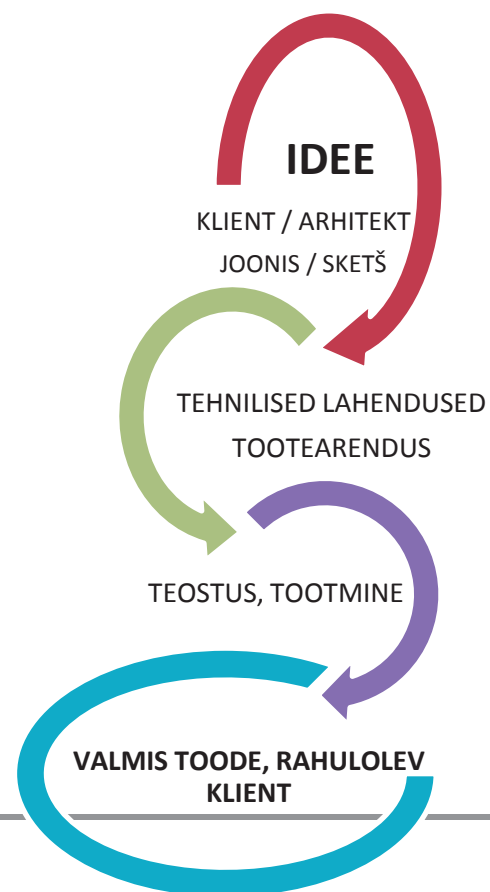 IDEE
KLIENT / ARHITEKT
JOONIS / SKETŠ
TEHNILISED LAHENDUSED
TOOTEARENDUS
TEOSTUS, TOOTMINE
VALMIS TOODE, RAHULOLEV
KLIENT